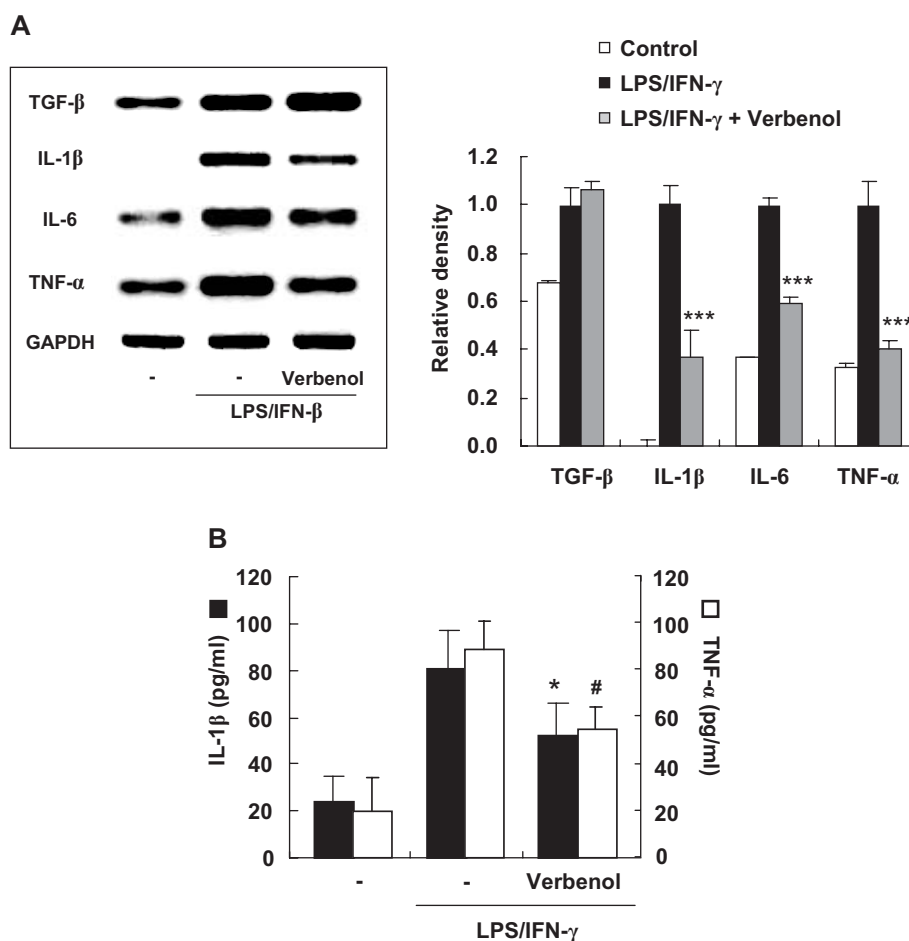 A
TGF-β
IL-1β
IL-6
TNF-α
GAPDH
- - Verbenol
LPS/IFN-β
Control
LPS/IFN-γ
LPS/IFN-γ + Verbenol
Relative density
1.2
1.0
0.8
0.6
0.4
0.2
0.0
***
***
***
TGF-β IL-1β IL-6 TNF-α
B
IL-1β (pg/ml)
120
100
80
60
40
20
0
* #
120
100
80
60
40
20
0
TNF-α (pg/ml)
- - Verbenol
LPS/IFN-γ